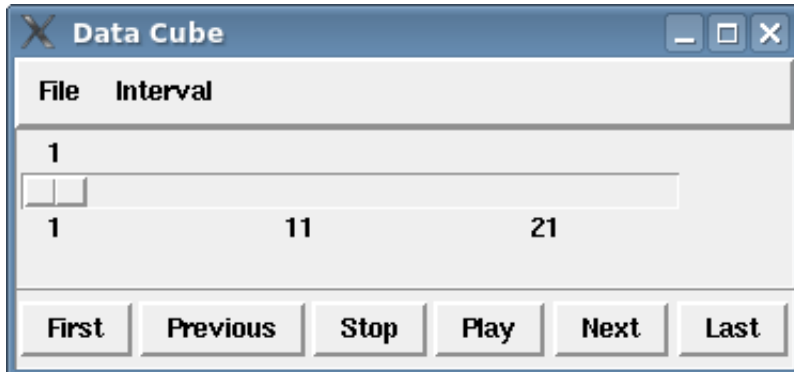 Data Cube
File Interval
1
1 11 21
First Previous Stop Play Next Last